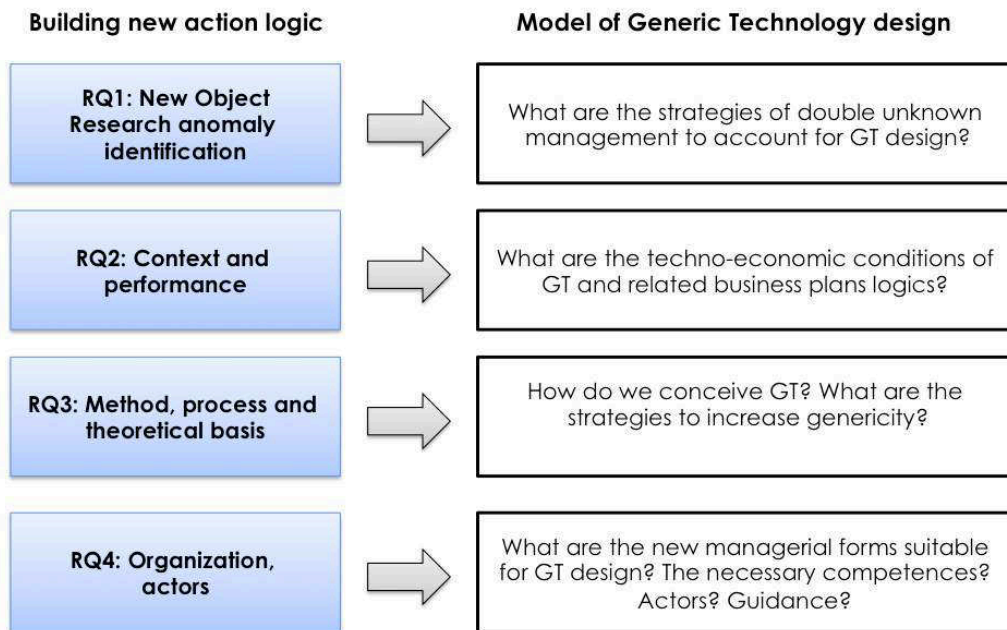 Building new action logic
Model of Generic Technology design
RQ1: New Object
Research anomaly
identification
What are the strategies of double unknown
management to account for GT design?
RQ2: Context and
performance
What are the techno-economic conditions of
GT and related business plans logics?
RQ3: Method, process and
theoretical basis
How do we conceive GT? What are the
strategies to increase genericity?
RQ4: Organization,
actors
What are the new managerial forms suitable
for GT design? The necessary competences?
Actors? Guidance?